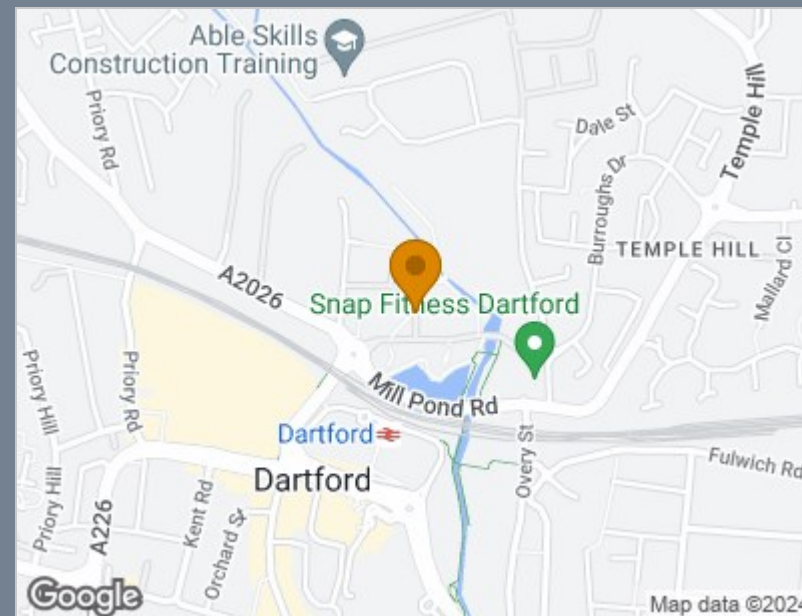 Able Skills
Construction Training
Priory Rd
Dale St
Temple Hill
Burroughs Dr
TEMPLE HILL
Mallard Cl
A2026
Snap Fitness Dartford
Priory Rd
Mill Pond Rd
Priory Hill
Dartford
Overy St
Fulwich Rd
Dartford
Priory Hill
A226
Kent Rd
Orchard St
Google
Map data ©2024